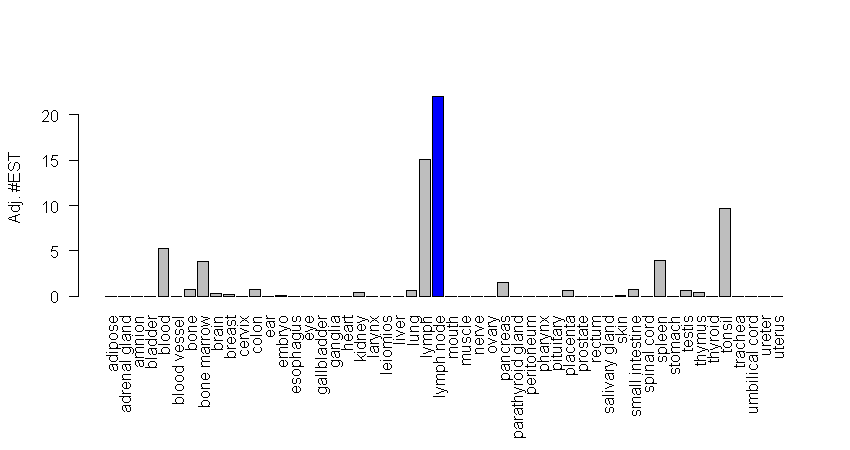 Adj. #EST
20
15
10
5
0
adipose
adrenal gland
amnion
bladder
blood
blood vessel
bone
bone marrow
brain
breast
cervix
colon
ear
embryo
esophagus
eye
gallbladder
ganglia
heart
kidney
larynx
leiomios
liver
lung
lymph
lymph node
mouth
muscle
nerve
ovary
pancreas
parathyroid gland
peritoneum
pharynx
pituitary
placenta
prostate
rectum
salivary gland
skin
small intestine
spinal cord
spleen
stomach
testis
thymus
thyroid
tonsil
trachea
umbilical cord
ureter
uterus